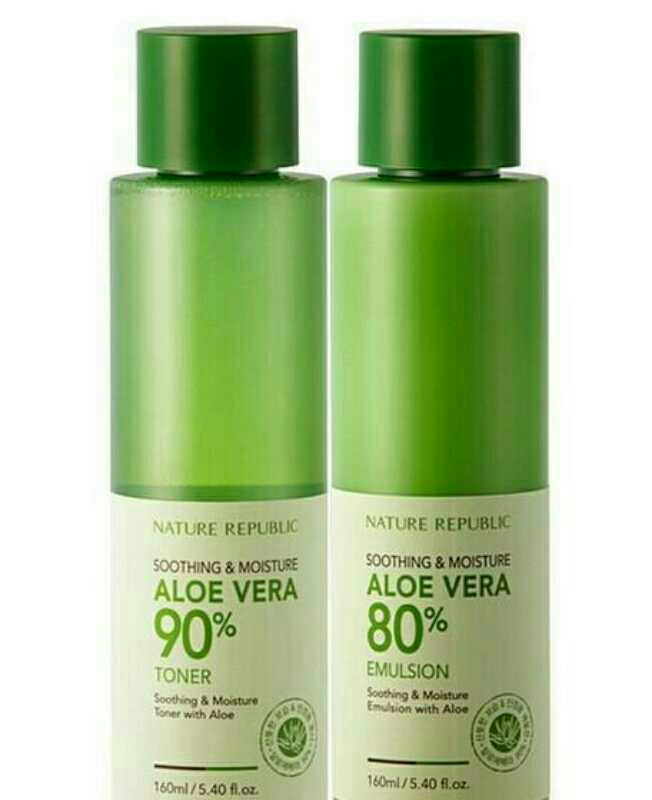 NATURE REPUBLIC
SOOTHING & MOISTURE
ALOE VERA
90%
TONER
Soothing & Moisture
Toner with Aloe
160ml / 5.40 fl.oz.
NATURE REPUBLIC
SOOTHING & MOISTURE
ALOE VERA
80%
EMULSION
Soothing & Moisture
Emulsion with Aloe
160ml / 5.40 fl.oz.